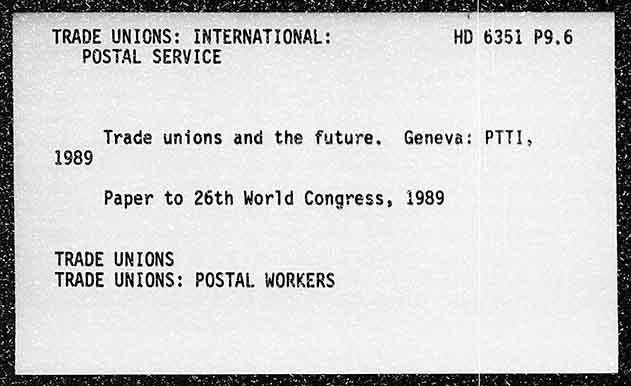 TRADE UNIONS: INTERNATIONAL: HD 6351 P9.6
POSTAL SERVICE
Trade unions and the future. Geneva: PTTI,
1989
Paper to 26th World Congress, 1989
TRADE UNIONS
TRADE UNIONS: POSTAL WORKERS